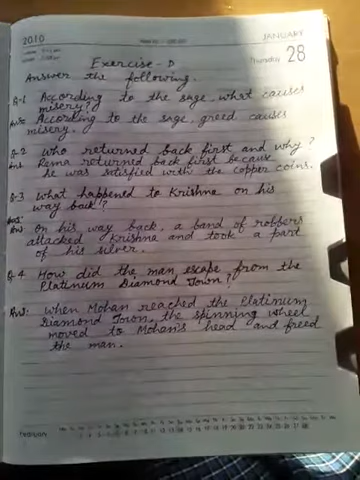 2010
JANUARY
Thursday 28
Exercise - D
Answer the following.
Q-1 According to the sage, what causes
misery?
Ans: According to the sage, greed causes
misery.
Q-2 Who returned back first and why?
Ans: Rema returned back first because
he was satisfied with the copper coins.
Q-3 What happened to Krishna on his
way back?
Ans: On his way back, a band of robbers
attacked Krishna and took a part
of his silver.
Q-4 How did the man escape from the
Platinum Diamond Town?
Ans: When Mohan reached the Platinum
Diamond Town, the spinning wheel
moved to Mohan's head and freed
the man.